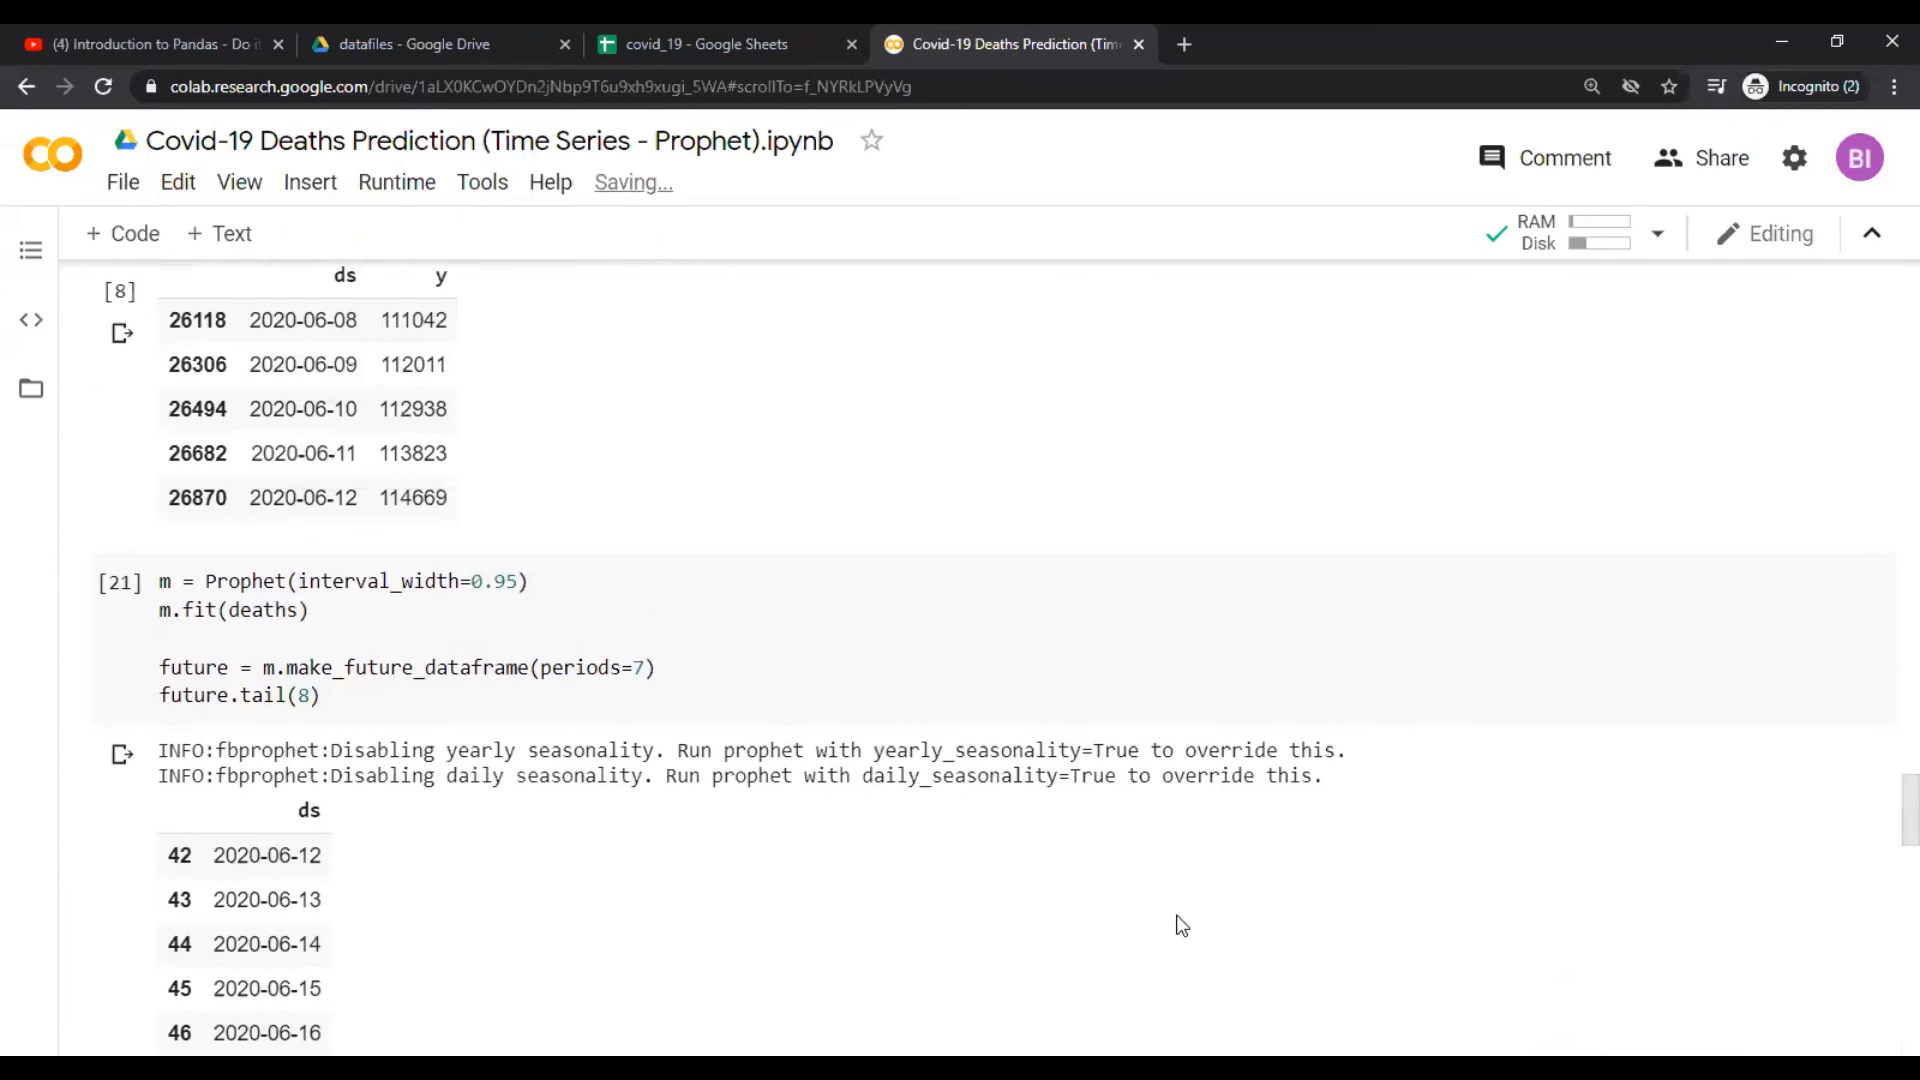 (4) Introduction to Pandas - Do it
datafiles - Google Drive
covid_19 - Google Sheets
Covid-19 Deaths Prediction (Tim
colab.research.google.com/drive/1aLX0KCwOYDn2jNbp9T6u9xh9xugi_5WA#scrollTo=f_NYRkLPVyVg
Incognito (2)
Covid-19 Deaths Prediction (Time Series - Prophet).ipynb
Comment
Share
BI
File Edit View Insert Runtime Tools Help Saving...
+ Code + Text
RAM
Disk
Editing
ds y
[8]
26118 2020-06-08 111042
26306 2020-06-09 112011
26494 2020-06-10 112938
26682 2020-06-11 113823
26870 2020-06-12 114669
[21] m = Prophet(interval_width=0.95)
m.fit(deaths)
future = m.make_future_dataframe(periods=7)
future.tail(8)
INFO:fbprophet:Disabling yearly seasonality. Run prophet with yearly_seasonality=True to override this.
INFO:fbprophet:Disabling daily seasonality. Run prophet with daily_seasonality=True to override this.
ds
42 2020-06-12
43 2020-06-13
44 2020-06-14
45 2020-06-15
46 2020-06-16